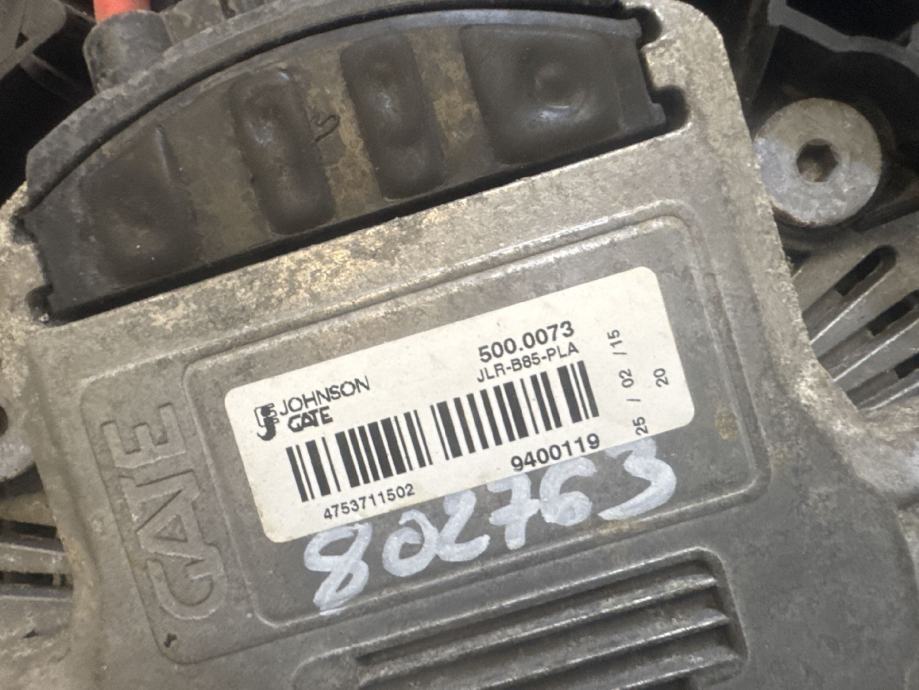 500.0073
JLR-B85-PLA
JOHNSON
GATE
25 / 02 / 15
20
4753711502
9400119
802763
GATE